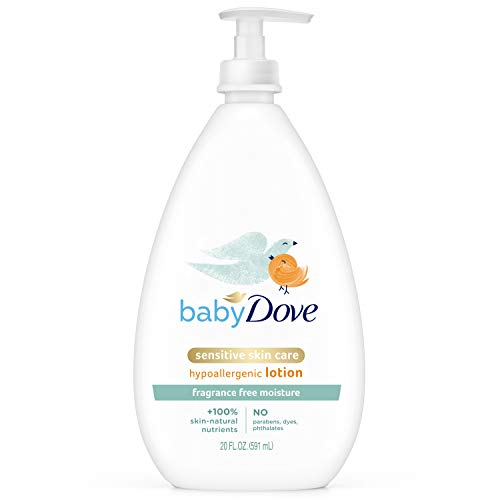 baby Dove
sensitive skin care
hypoallergenic lotion
fragrance free moisture
+100%
skin-natural
nutrients
NO
parabens, dyes,
phthalates
20 FL.OZ. (591 mL)